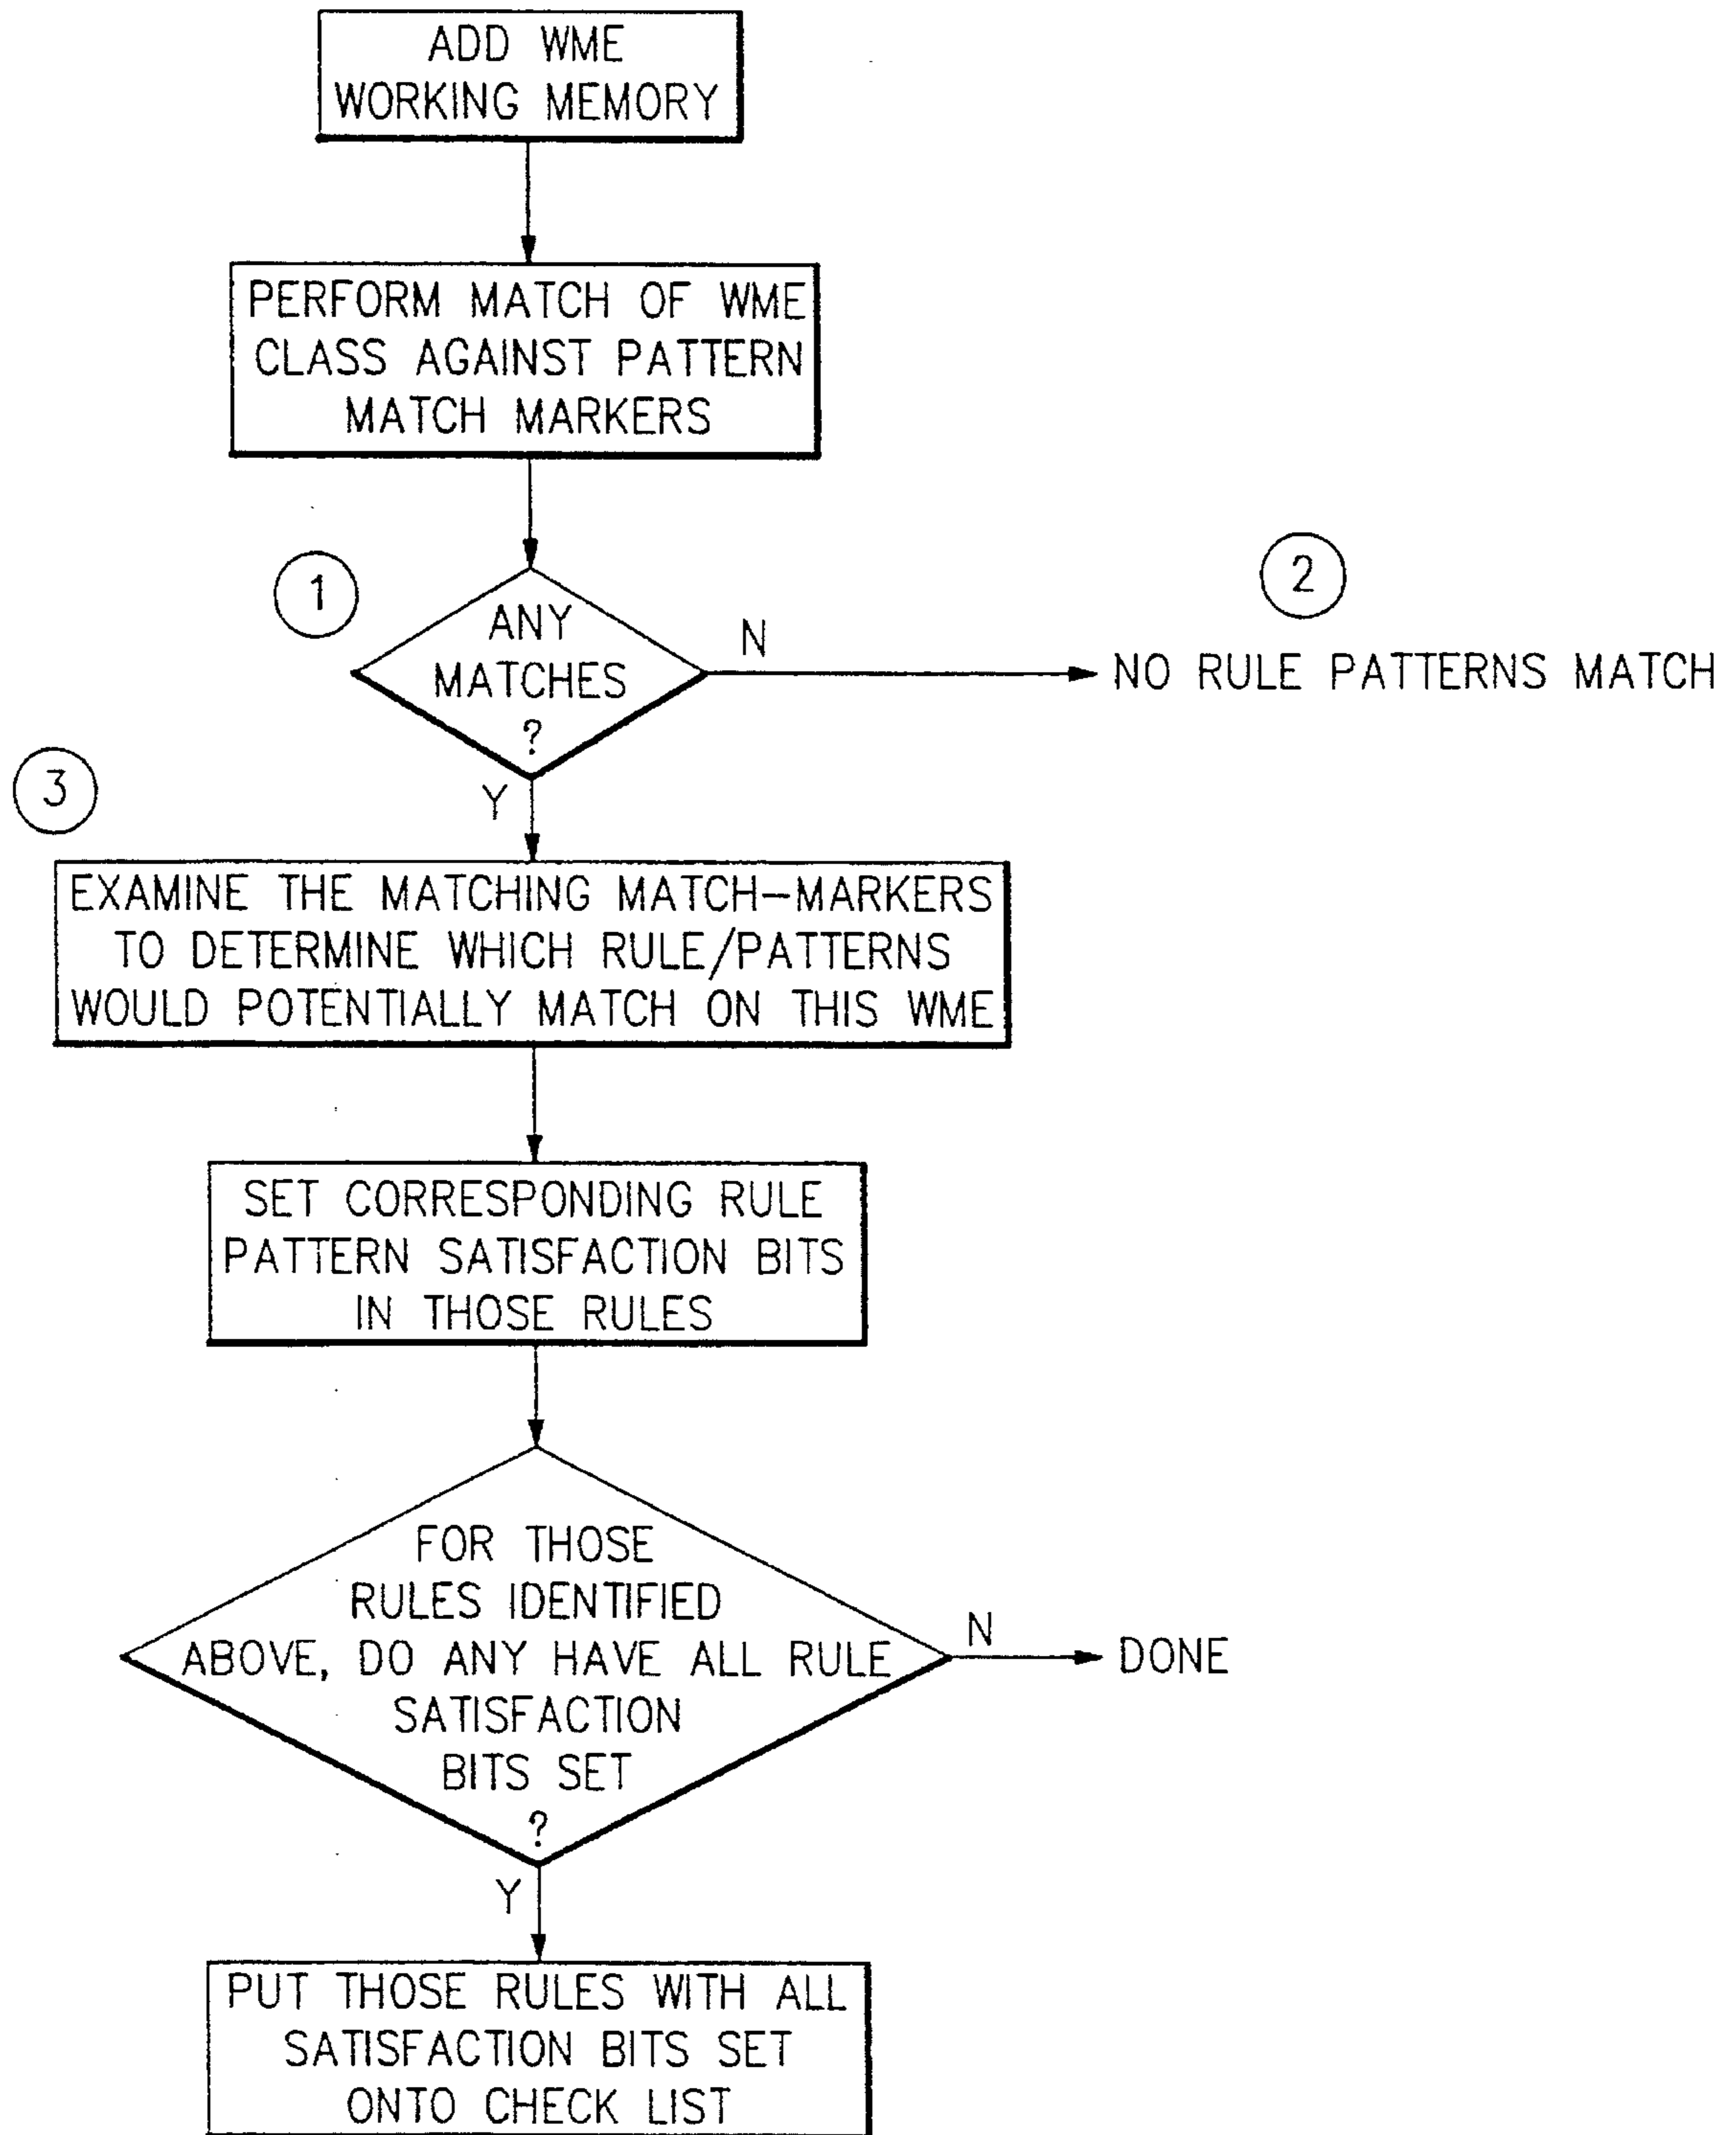 ADD WME
WORKING MEMORY
PERFORM MATCH OF WME
CLASS AGAINST PATTERN
MATCH MARKERS
1
ANY
MATCHES
?
N
2
NO RULE PATTERNS MATCH
Y
3
EXAMINE THE MATCHING MATCH-MARKERS
TO DETERMINE WHICH RULE/PATTERNS
WOULD POTENTIALLY MATCH ON THIS WME
SET CORRESPONDING RULE
PATTERN SATISFACTION BITS
IN THOSE RULES
FOR THOSE
RULES IDENTIFIED
ABOVE, DO ANY HAVE ALL RULE
SATISFACTION
BITS SET
?
N
DONE
Y
PUT THOSE RULES WITH ALL
SATISFACTION BITS SET
ONTO CHECK LIST